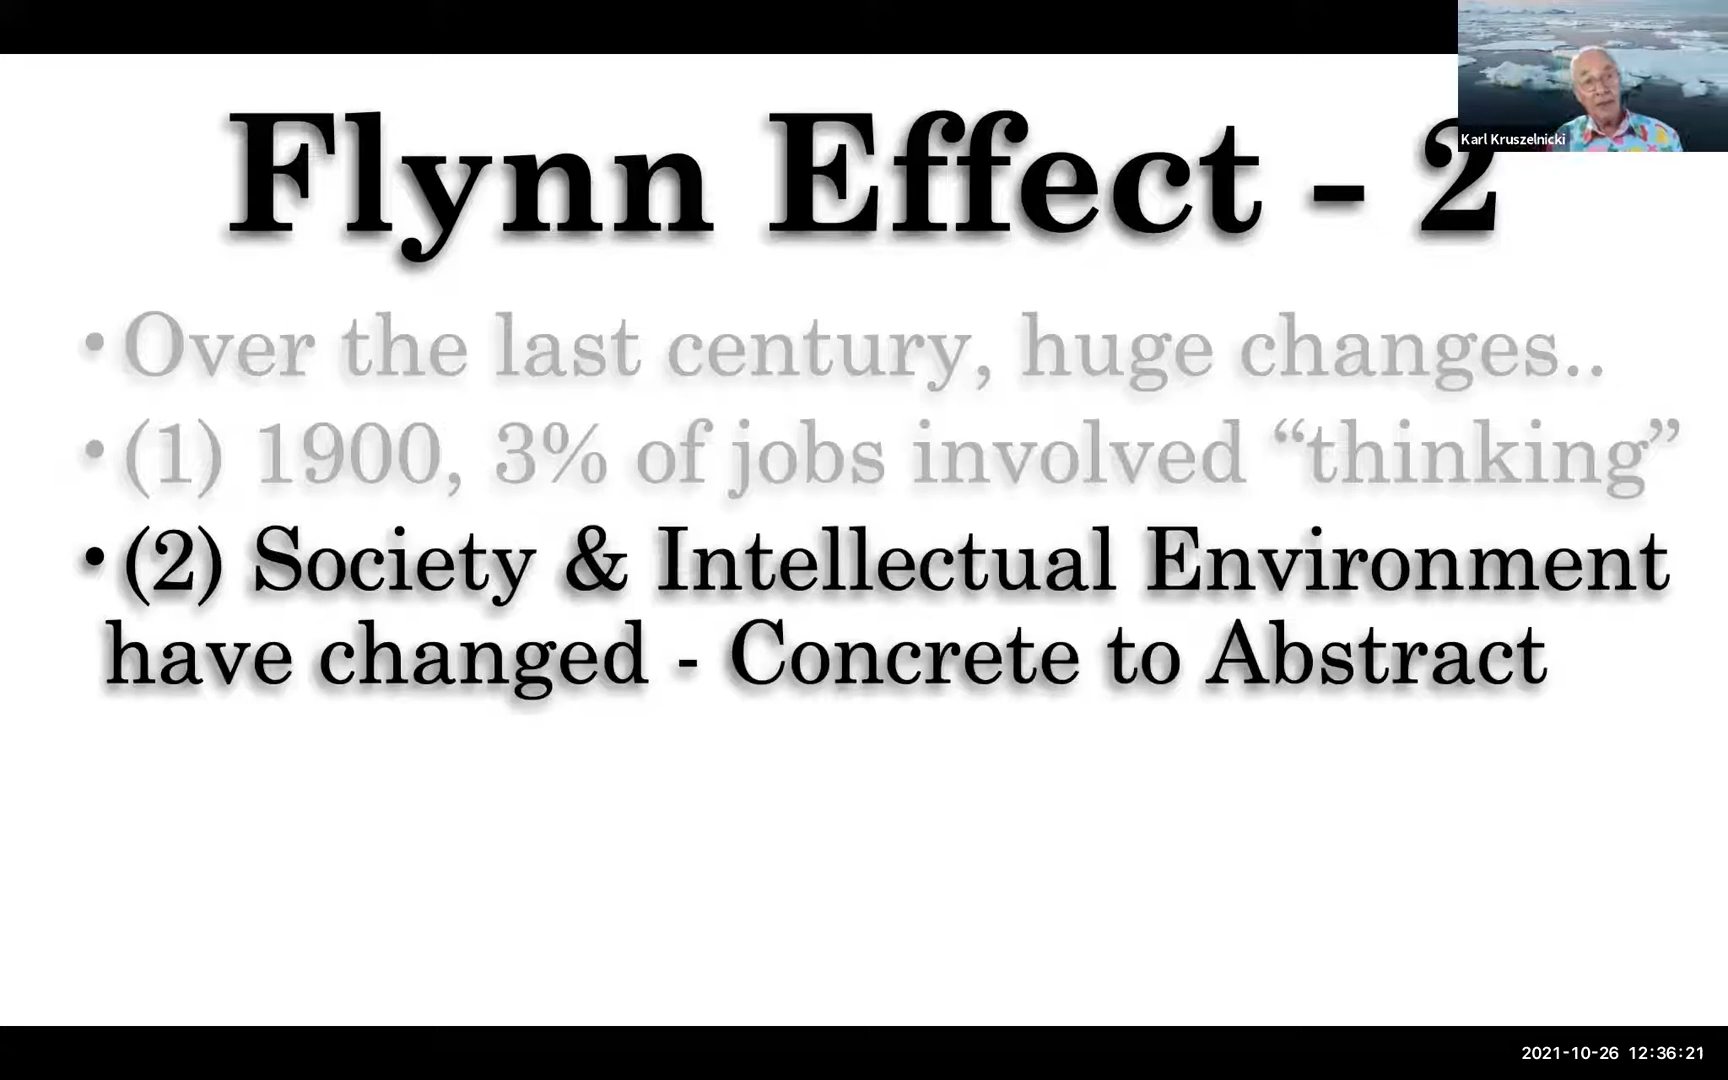 Karl Kruszelnicki
Flynn Effect - 2
• Over the last century, huge changes..
• (1) 1900, 3% of jobs involved “thinking”
• (2) Society & Intellectual Environment
have changed - Concrete to Abstract
2021-10-26 12:36:21